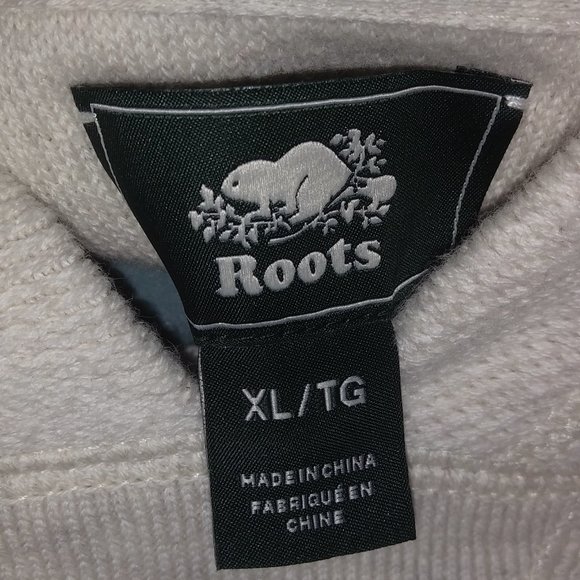 Roots
XL/TG
MADE IN CHINA
FABRIQUÉ EN
CHINE